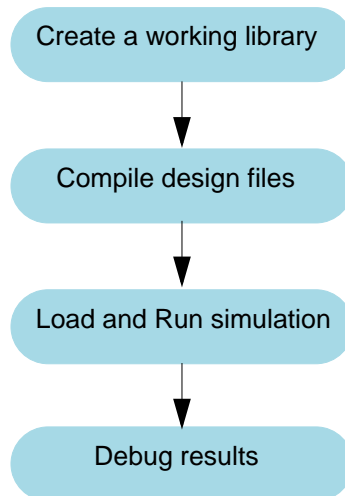 Create a working library
Compile design files
Load and Run simulation
Debug results